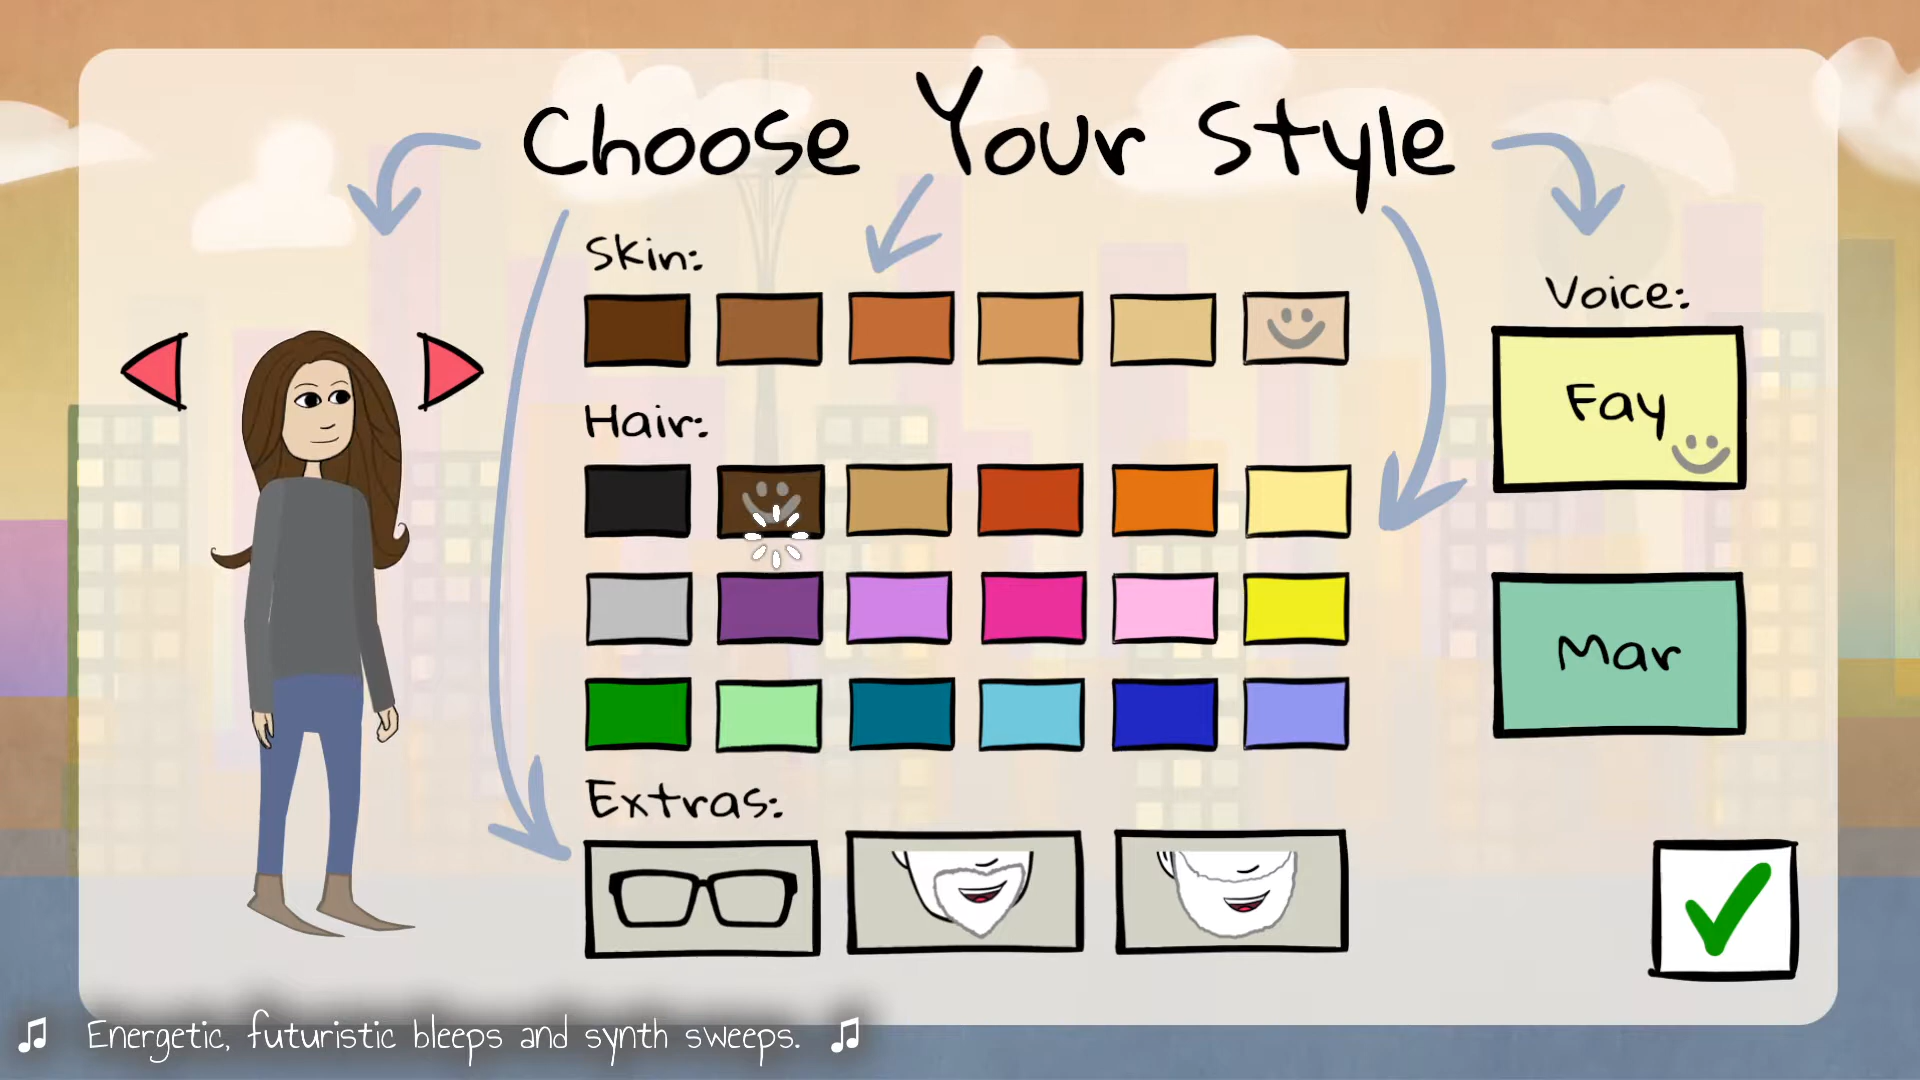 Choose Your Style
Skin:
Voice:
Fay
Hair:
Mar
Extras:
♫ Energetic, futuristic bleeps and synth sweeps. ♫